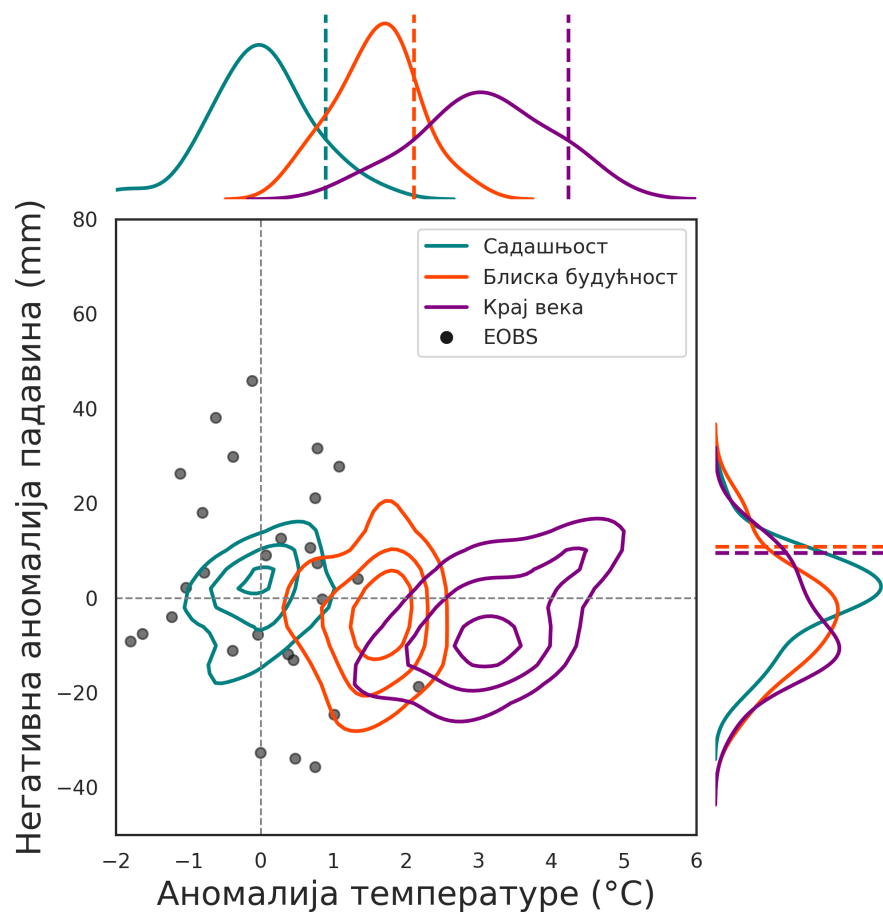 Садашњост
Блиска будућност
Крај века
EOBS
80
60
40
20
0
−20
−40
Негативна аномалија падавина (mm)
−2 −1 0 1 2 3 4 5 6
Аномалија температуре (°C)